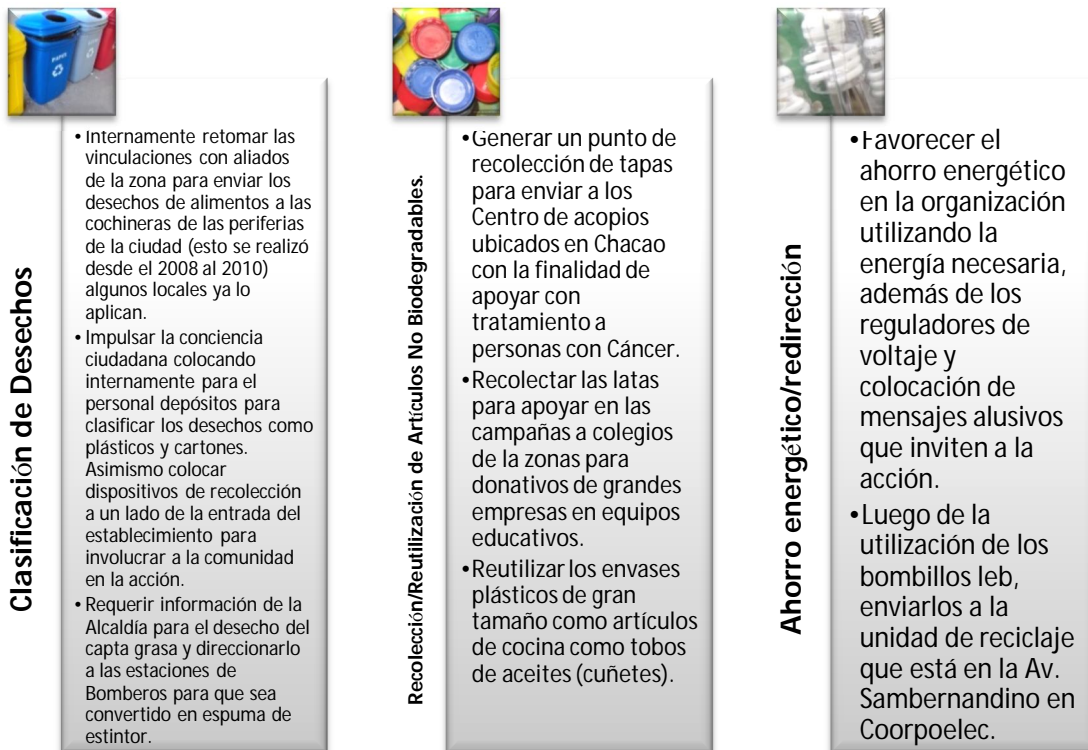 Clasificación de Desechos
• Internamente retomar las
vinculaciones con aliados
de la zona para enviar los
desechos de alimentos a las
cochineras de las periferias
de la ciudad (esto se realizó
desde el 2008 al 2010)
algunos locales ya lo
aplican.
• Impulsar la conciencia
ciudadana colocando
internamente para el
personal depósitos para
clasificar los desechos como
plásticos y cartones.
Asimismo colocar
dispositivos de recolección
a un lado de la entrada del
establecimiento para
involucrar a la comunidad
en la acción.
• Requerir información de la
Alcaldía para el desecho del
capta grasa y direccionarlo
a las estaciones de
Bomberos para que sea
convertido en espuma de
estintor.
Recolección/Reutilización de Artículos No Biodegradables.
•Generar un punto de
recolección de tapas
para enviar a los
Centro de acopios
ubicados en Chacao
con la finalidad de
apoyar con
tratamiento a
personas con Cáncer.
•Recolectar las latas
para apoyar en las
campañas a colegios
de la zonas para
donativos de grandes
empresas en equipos
educativos.
•Reutilizar los envases
plásticos de gran
tamaño como artículos
de cocina como tobos
de aceites (cuñetes).
Ahorro energético/redirección
•Favorecer el
ahorro energético
en la organización
utilizando la
energía necesaria,
además de los
reguladores de
voltaje y
colocación de
mensajes alusivos
que inviten a la
acción.
•Luego de la
utilización de los
bombillos leb,
enviarlos a la
unidad de reciclaje
que está en la Av.
Sambernandino en
Coorpoelec.